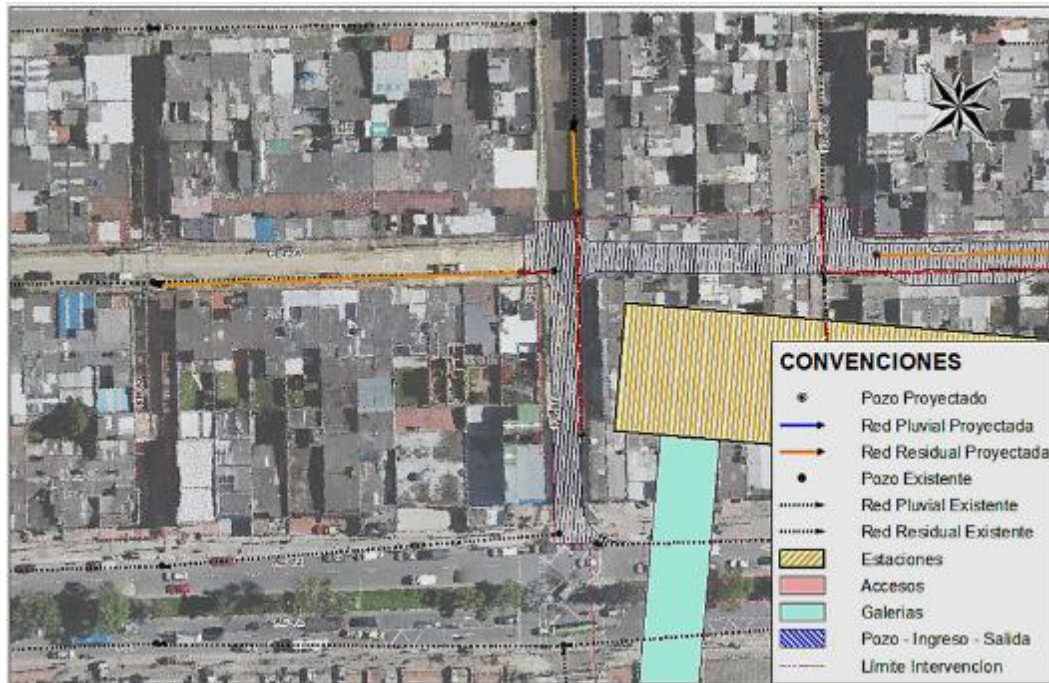 CONVENCIONES
Pozo Proyectado
Red Pluvial Proyectada
Red Residual Proyectada
Pozo Existente
Red Pluvial Existente
Red Residual Existente
Estaciones
Accesos
Galerias
Pozo - Ingreso - Salida
Límite Intervencion